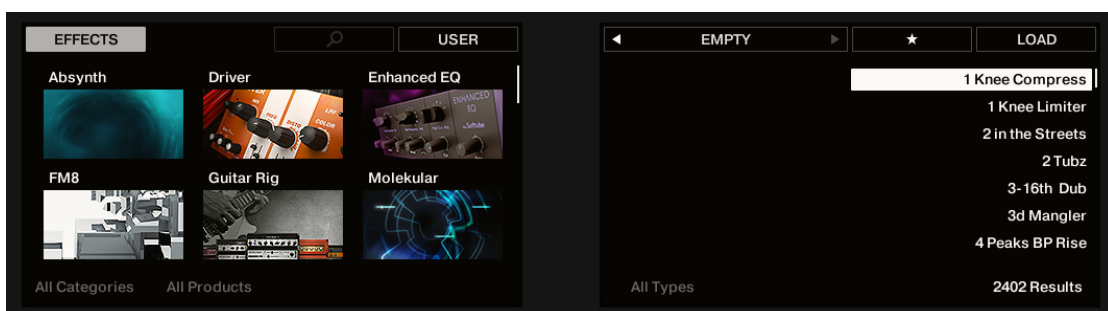 EFFECTS USER
Absynth Driver Enhanced EQ
ENHANCED
EQ
FM8 Guitar Rig Molekular
All Categories All Products
EMPTY ★ LOAD
1 Knee Compress
1 Knee Limiter
2 in the Streets
2 Tubz
3-16th Dub
3d Mangler
4 Peaks BP Rise
All Types 2402 Results